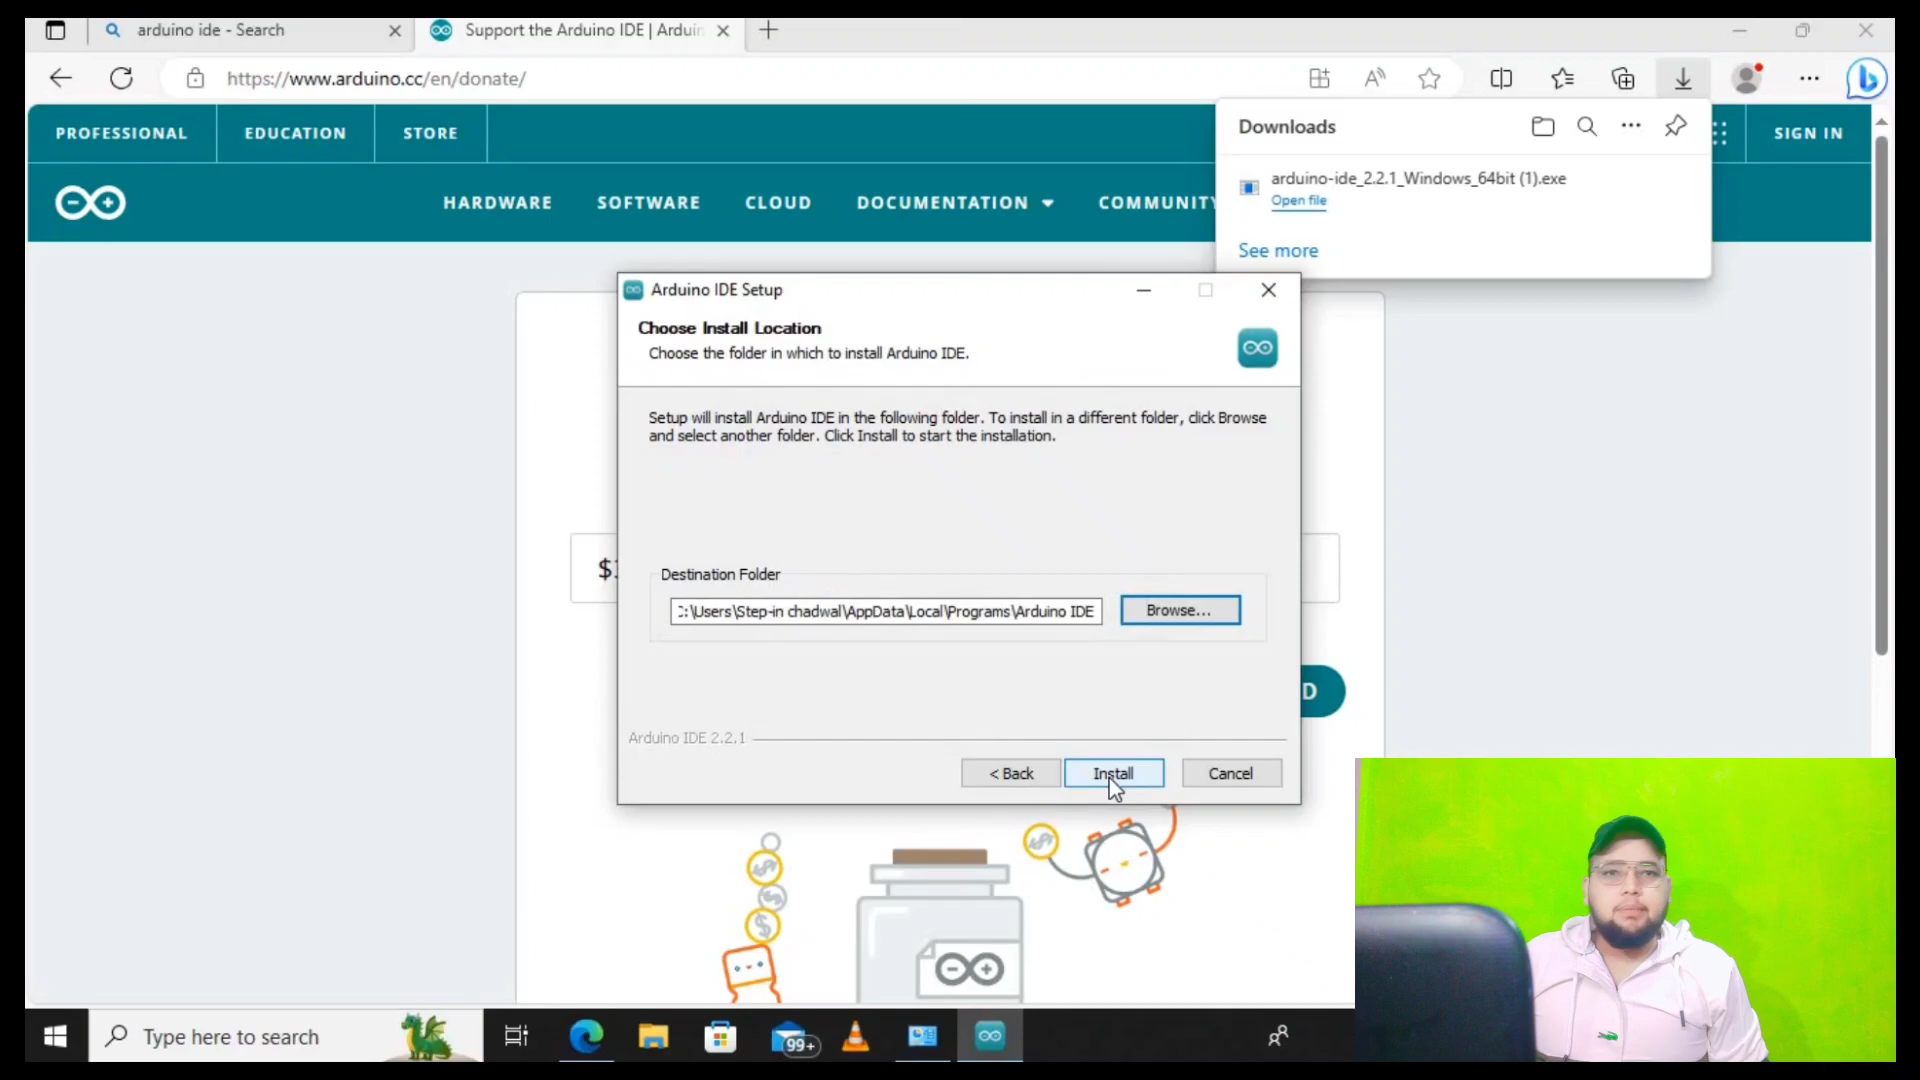 arduino ide - Search
Support the Arduino IDE | Arduin
https://www.arduino.cc/en/donate/
PROFESSIONAL
EDUCATION
STORE
SIGN IN
HARDWARE
SOFTWARE
CLOUD
DOCUMENTATION
COMMUNITY
Downloads
arduino-ide_2.2.1_Windows_64bit (1).exe
Open file
See more
Arduino IDE Setup
Choose Install Location
Choose the folder in which to install Arduino IDE.
Setup will install Arduino IDE in the following folder. To install in a different folder, click Browse
and select another folder. Click Install to start the installation.
$
Destination Folder
:\Users\Step-in chadwal\AppData\Local\Programs\Arduino IDE
Browse...
D
Arduino IDE 2.2.1
< Back
Install
Cancel
Type here to search
99+